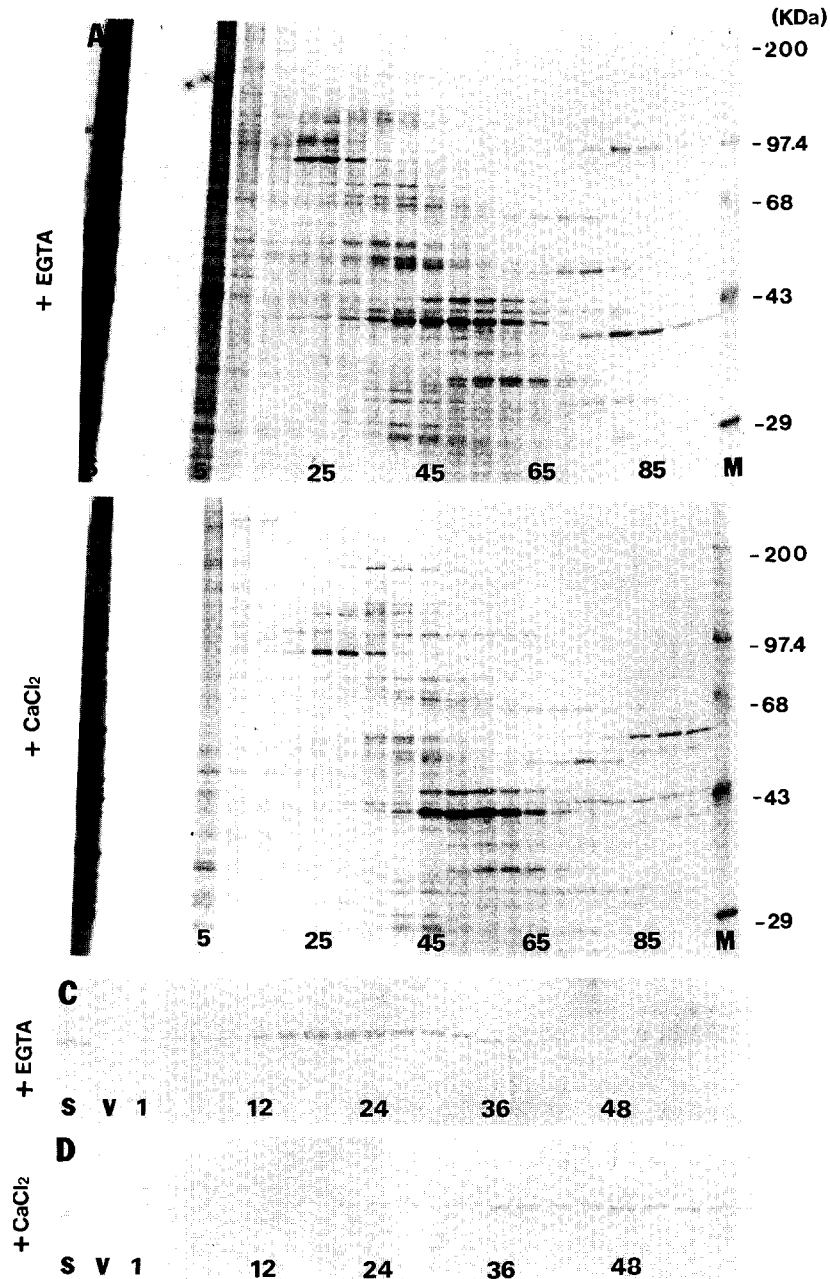 (KDa)
A
-200
-97.4
-68
-43
-29
+ EGTA
25 45 65 85 M
-200
-97.4
-68
-43
-29
+ CaCl₂
5 25 45 65 85 M
C
+ EGTA
S V 1 12 24 36 48
D
+CaCl₂
S V 1 12 24 36 48